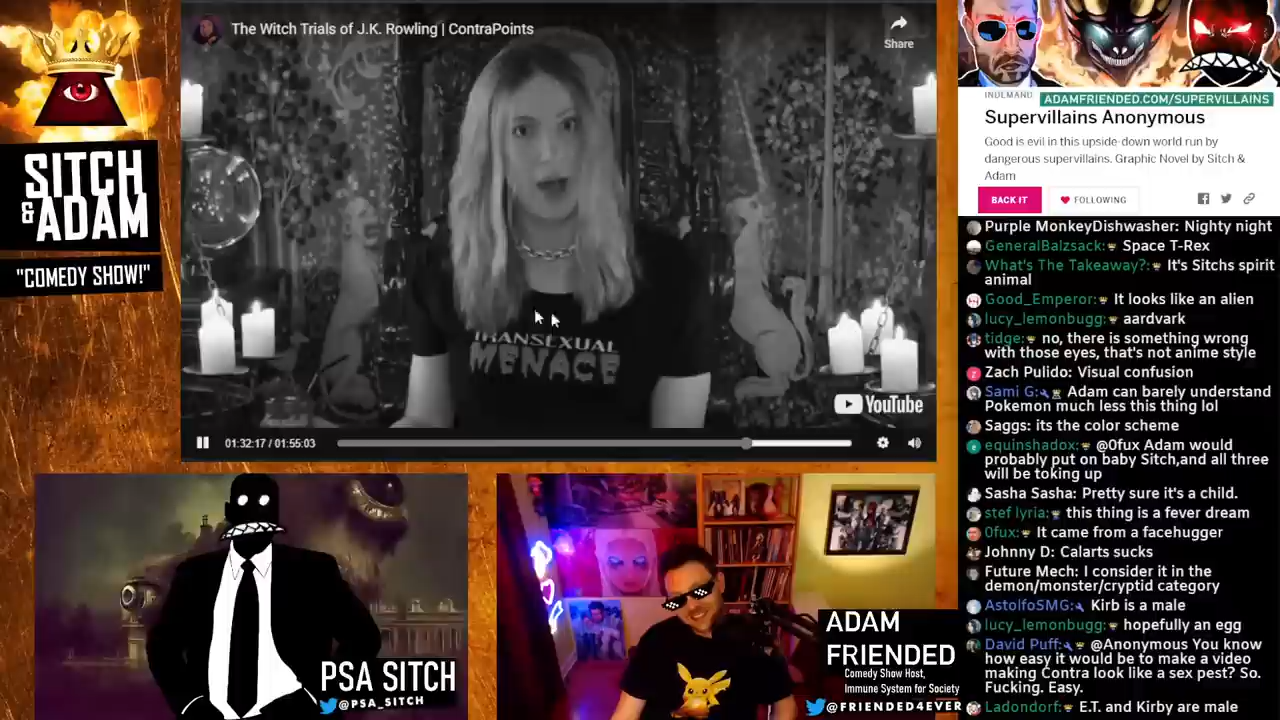 The Witch Trials of J.K. Rowling | ContraPoints
Share
TRANSEXUAL
MENACE
YouTube
01:32:17 / 01:55:03
SITCH
& ADAM
"COMEDY SHOW!"
PSA SITCH
@PSA_SITCH
ADAM
FRIENDED
Comedy Show Host,
Immune System for Society
@FRIENDED4EVER
INDEMAND
ADAMFRIENDED.COM/SUPERVILLAINS
Supervillains Anonymous
Good is evil in this upside-down world run by
dangerous supervillains. Graphic Novel by Sitch &
Adam
BACK IT
FOLLOWING
Purple MonkeyDishwasher: Nighty night
GeneralBalzsack: Space T-Rex
What's The Takeaway?: It's Sitchs spirit
animal
Good_Emperor: It looks like an alien
lucy_lemonbugg: aardvark
tidge: no, there is something wrong
with those eyes, that's not anime style
Zach Pulido: Visual confusion
Sami G: Adam can barely understand
Pokemon much less this thing lol
Saggs: its the color scheme
equinshadox: @0fux Adam would
probably put on baby Sitch,and all three
will be toking up
Sasha Sasha: Pretty sure it's a child.
stef lyria: this thing is a fever dream
0fux: It came from a facehugger
Johnny D: Calarts sucks
Future Mech: I consider it in the
demon/monster/cryptid category
AstolfoSMG: Kirb is a male
lucy_lemonbugg: hopefully an egg
David Puff: @Anonymous You know
how easy it would be to make a video
making Contra look like a sex pest? So.
Fucking. Easy.
Ladondorf: E.T. and Kirby are male